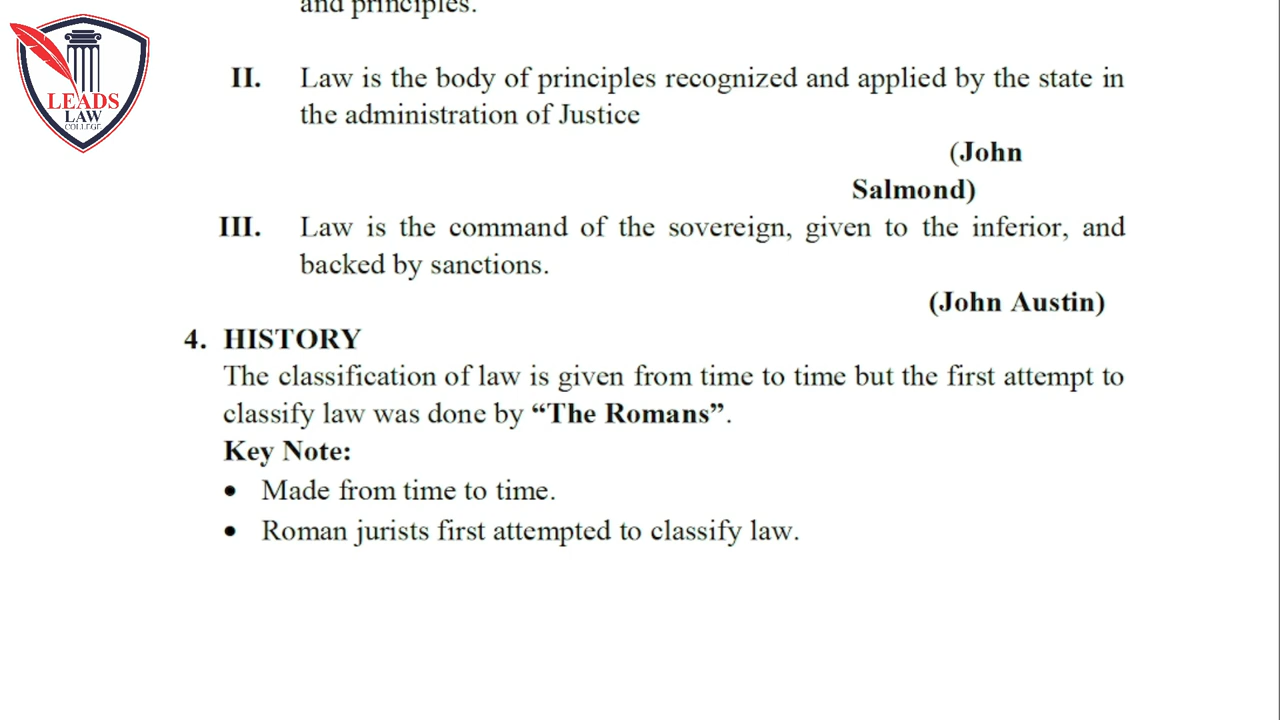 and principles.
LEADS
LAW
COLLEGE
II. Law is the body of principles recognized and applied by the state in
the administration of Justice
(John
Salmond)
III. Law is the command of the sovereign, given to the inferior, and
backed by sanctions.
(John Austin)
4. HISTORY
The classification of law is given from time to time but the first attempt to
classify law was done by “The Romans”.
Key Note:
• Made from time to time.
• Roman jurists first attempted to classify law.